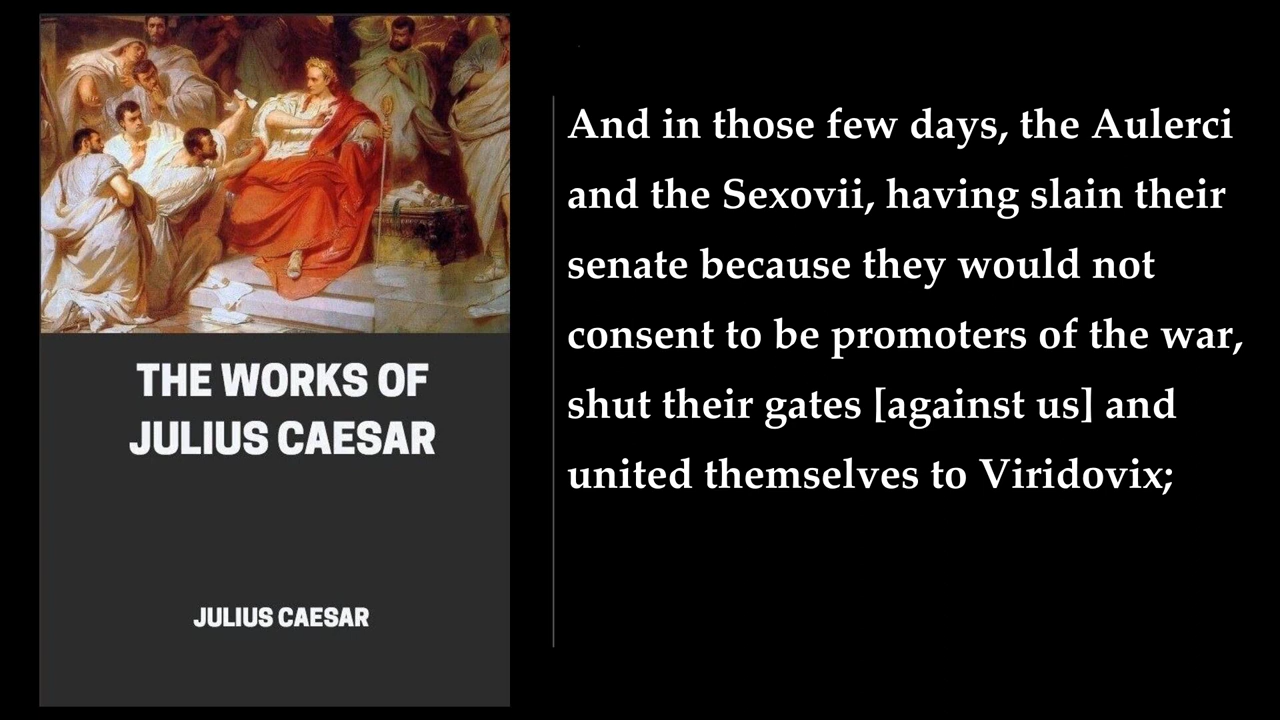 THE WORKS OF
JULIUS CAESAR
JULIUS CAESAR
And in those few days, the Aulerci
and the Sexovii, having slain their
senate because they would not
consent to be promoters of the war,
shut their gates [against us] and
united themselves to Viridovix;